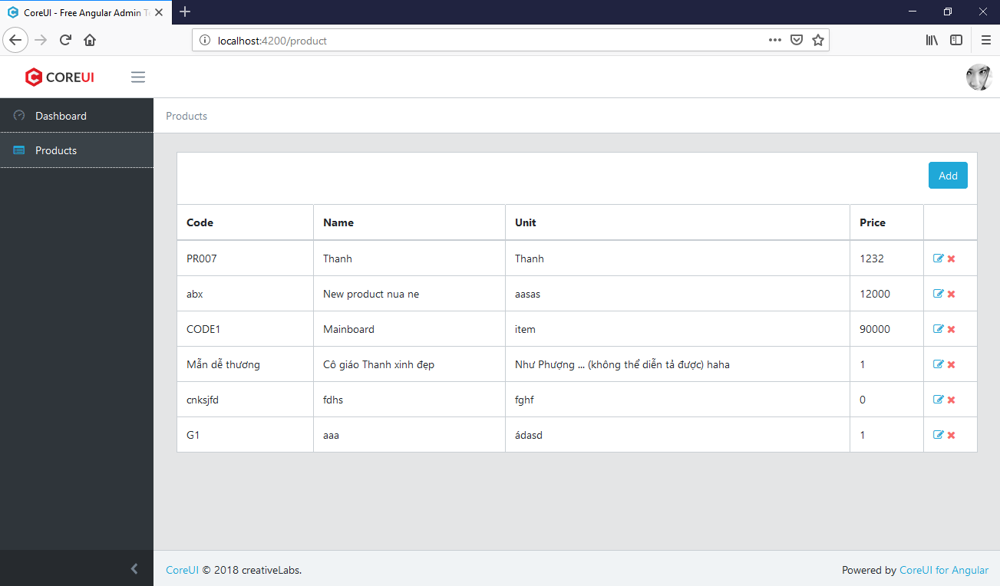 CoreUI - Free Angular Admin T
localhost:4200/product
COREUI
Dashboard
Products
Products
Add
Code Name Unit Price
PR007 Thanh Thanh 1232
abx New product nua ne aasas 12000
CODE1 Mainboard item 90000
Mẫn dễ thương Cô giáo Thanh xinh đẹp Như Phượng ... (không thể diễn tả được) haha 1
cnksjfd fdhs fghf 0
G1 aaa ádasd 1
CoreUI © 2018 creativeLabs.
Powered by CoreUI for Angular